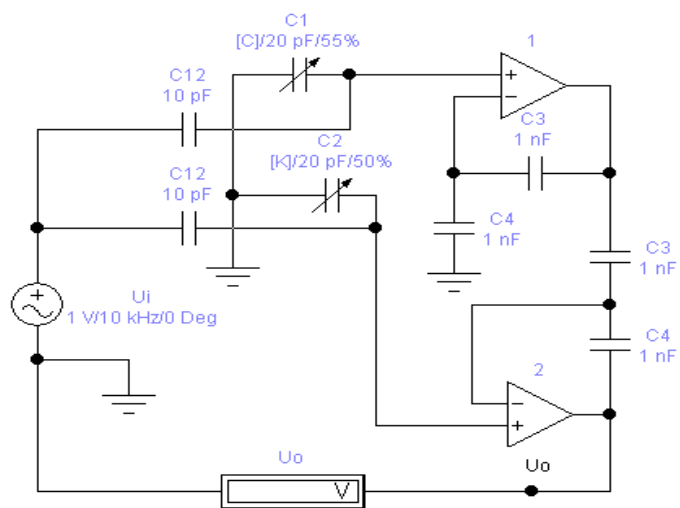 C1
[C]/20 pF/55%
1
C12
10 pF
+
−
C3
1 nF
C2
[K]/20 pF/50%
C12
10 pF
C4
1 nF
C3
1 nF
+
Ui
1 V/10 kHz/0 Deg
C4
1 nF
2
−
+
Uo
Uo
V